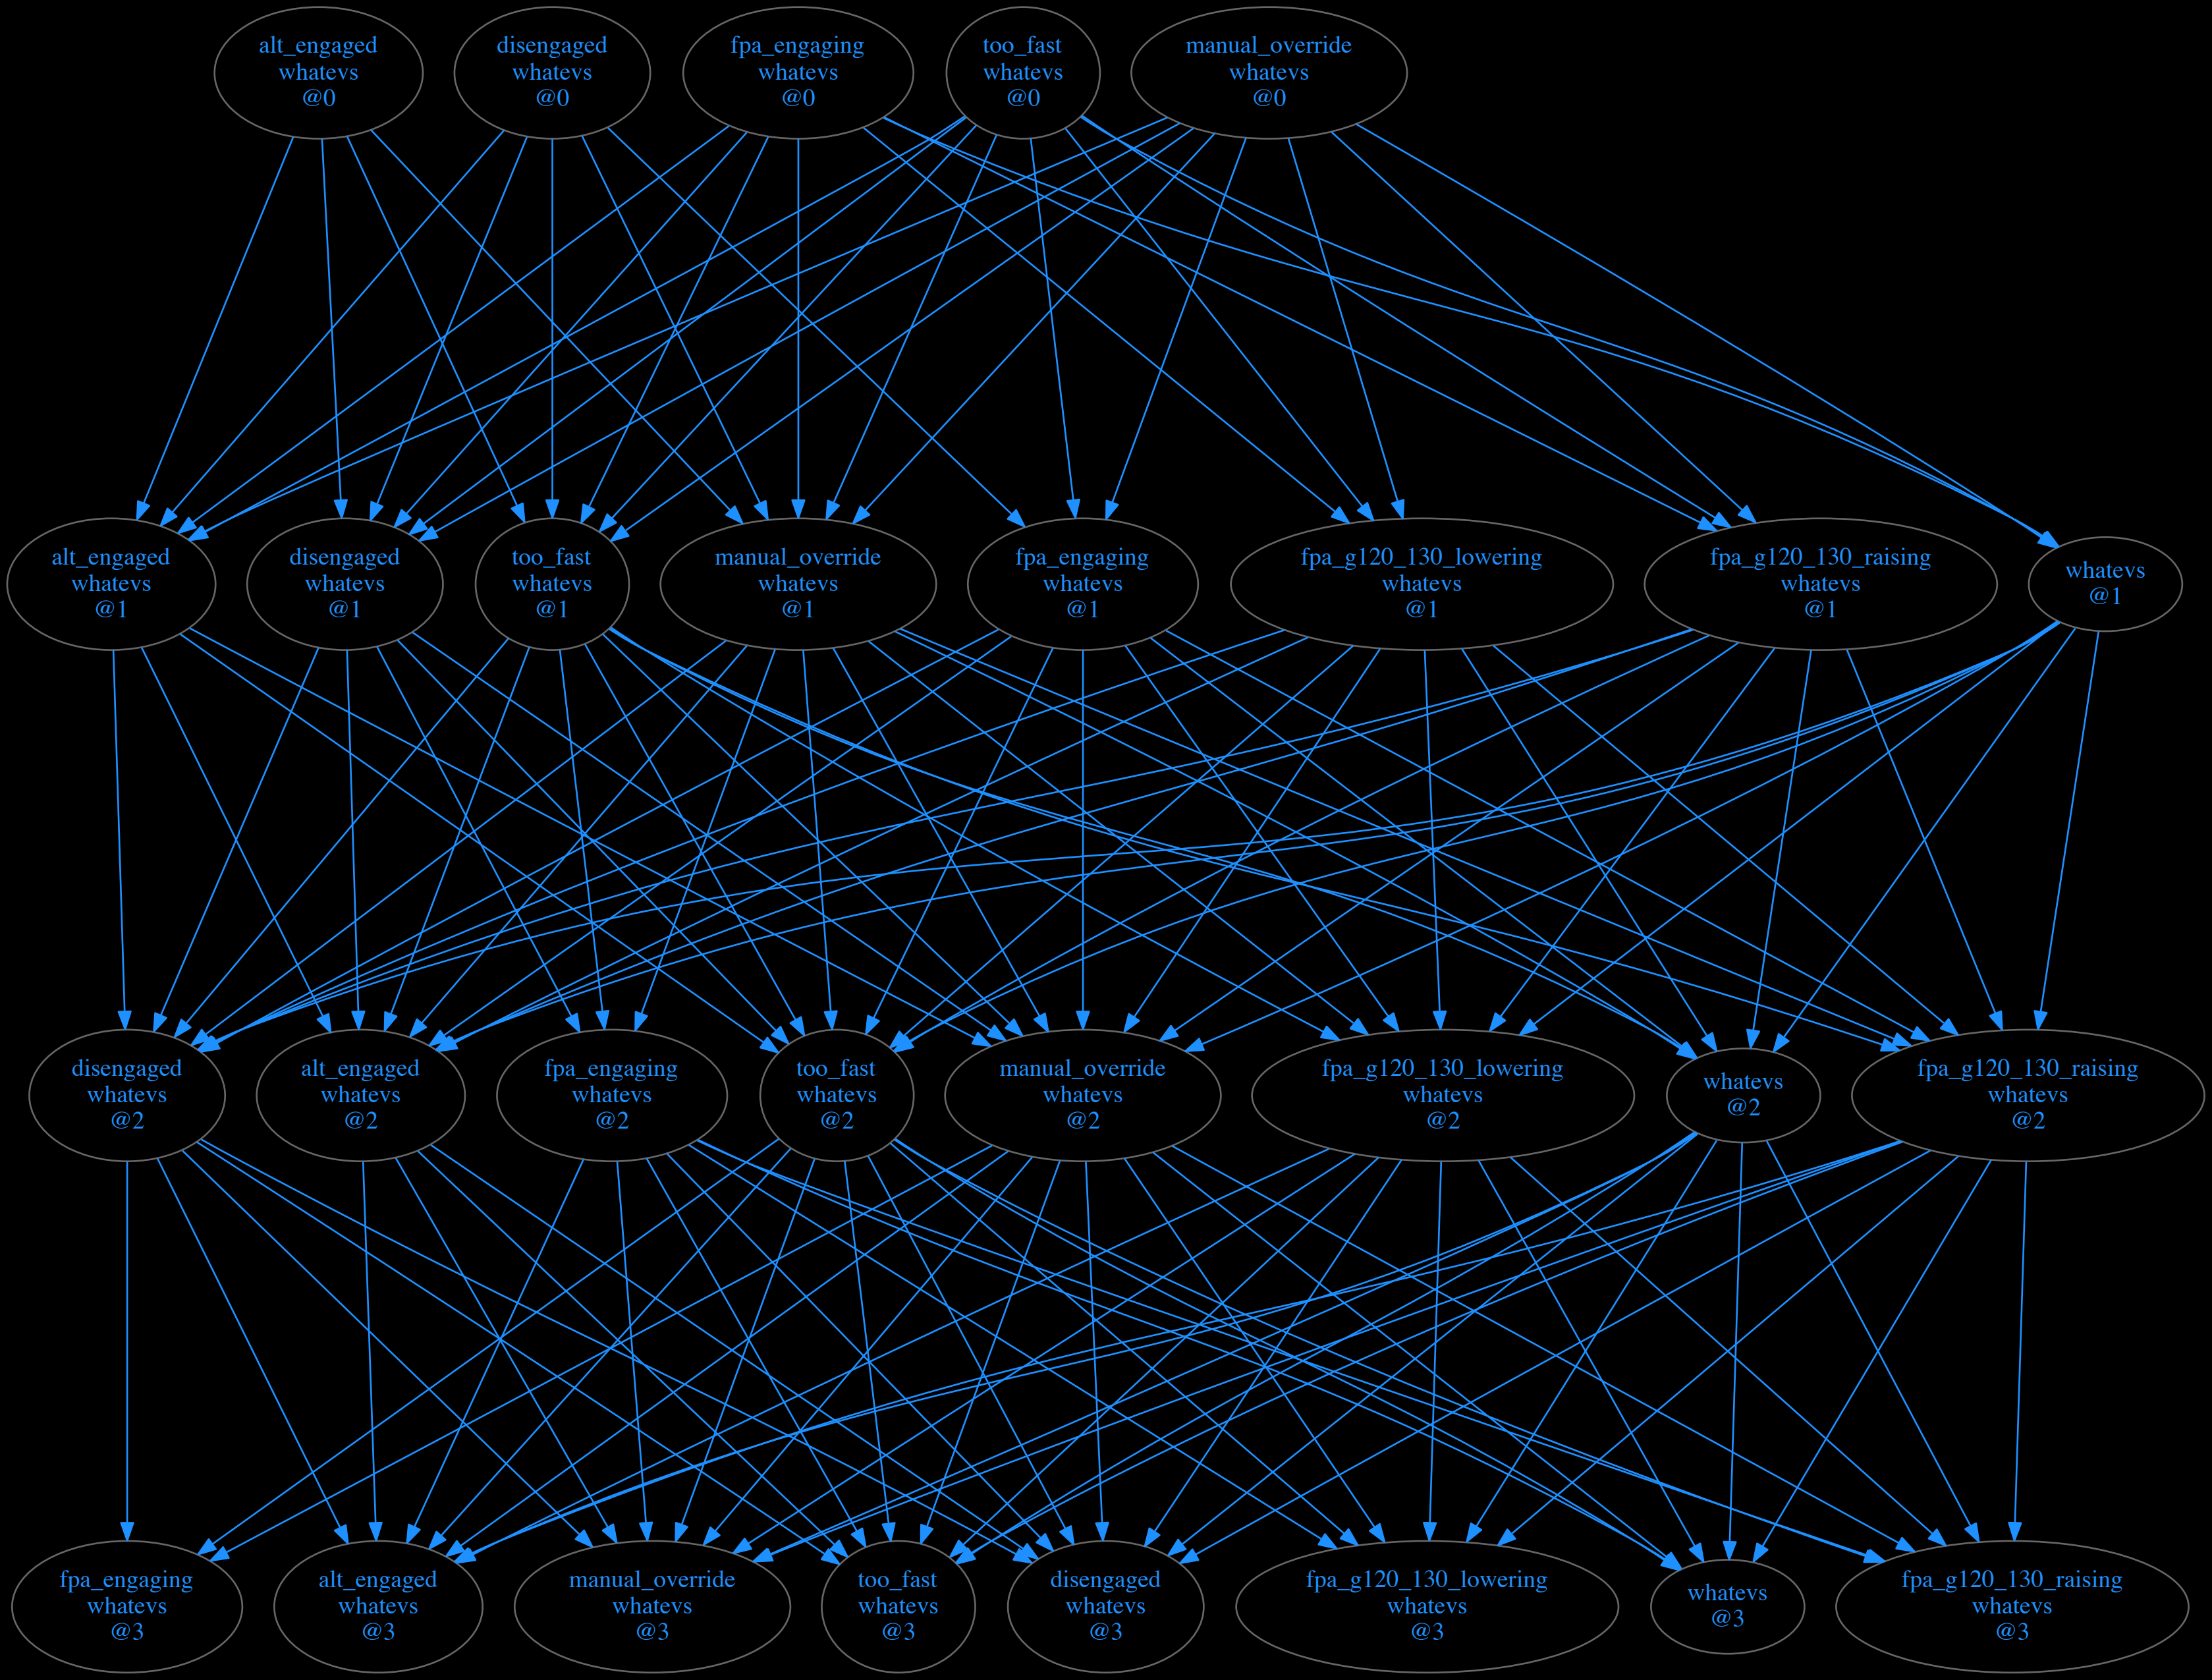 alt_engaged
whatevs
@0
disengaged
whatevs
@0
fpa_engaging
whatevs
@0
too_fast
whatevs
@0
manual_override
whatevs
@0
alt_engaged
whatevs
@1
disengaged
whatevs
@1
too_fast
whatevs
@1
manual_override
whatevs
@1
fpa_engaging
whatevs
@1
fpa_g120_130_lowering
whatevs
@1
fpa_g120_130_raising
whatevs
@1
whatevs
@1
disengaged
whatevs
@2
alt_engaged
whatevs
@2
fpa_engaging
whatevs
@2
too_fast
whatevs
@2
manual_override
whatevs
@2
fpa_g120_130_lowering
whatevs
@2
whatevs
@2
fpa_g120_130_raising
whatevs
@2
fpa_engaging
whatevs
@3
alt_engaged
whatevs
@3
manual_override
whatevs
@3
too_fast
whatevs
@3
disengaged
whatevs
@3
fpa_g120_130_lowering
whatevs
@3
whatevs
@3
fpa_g120_130_raising
whatevs
@3